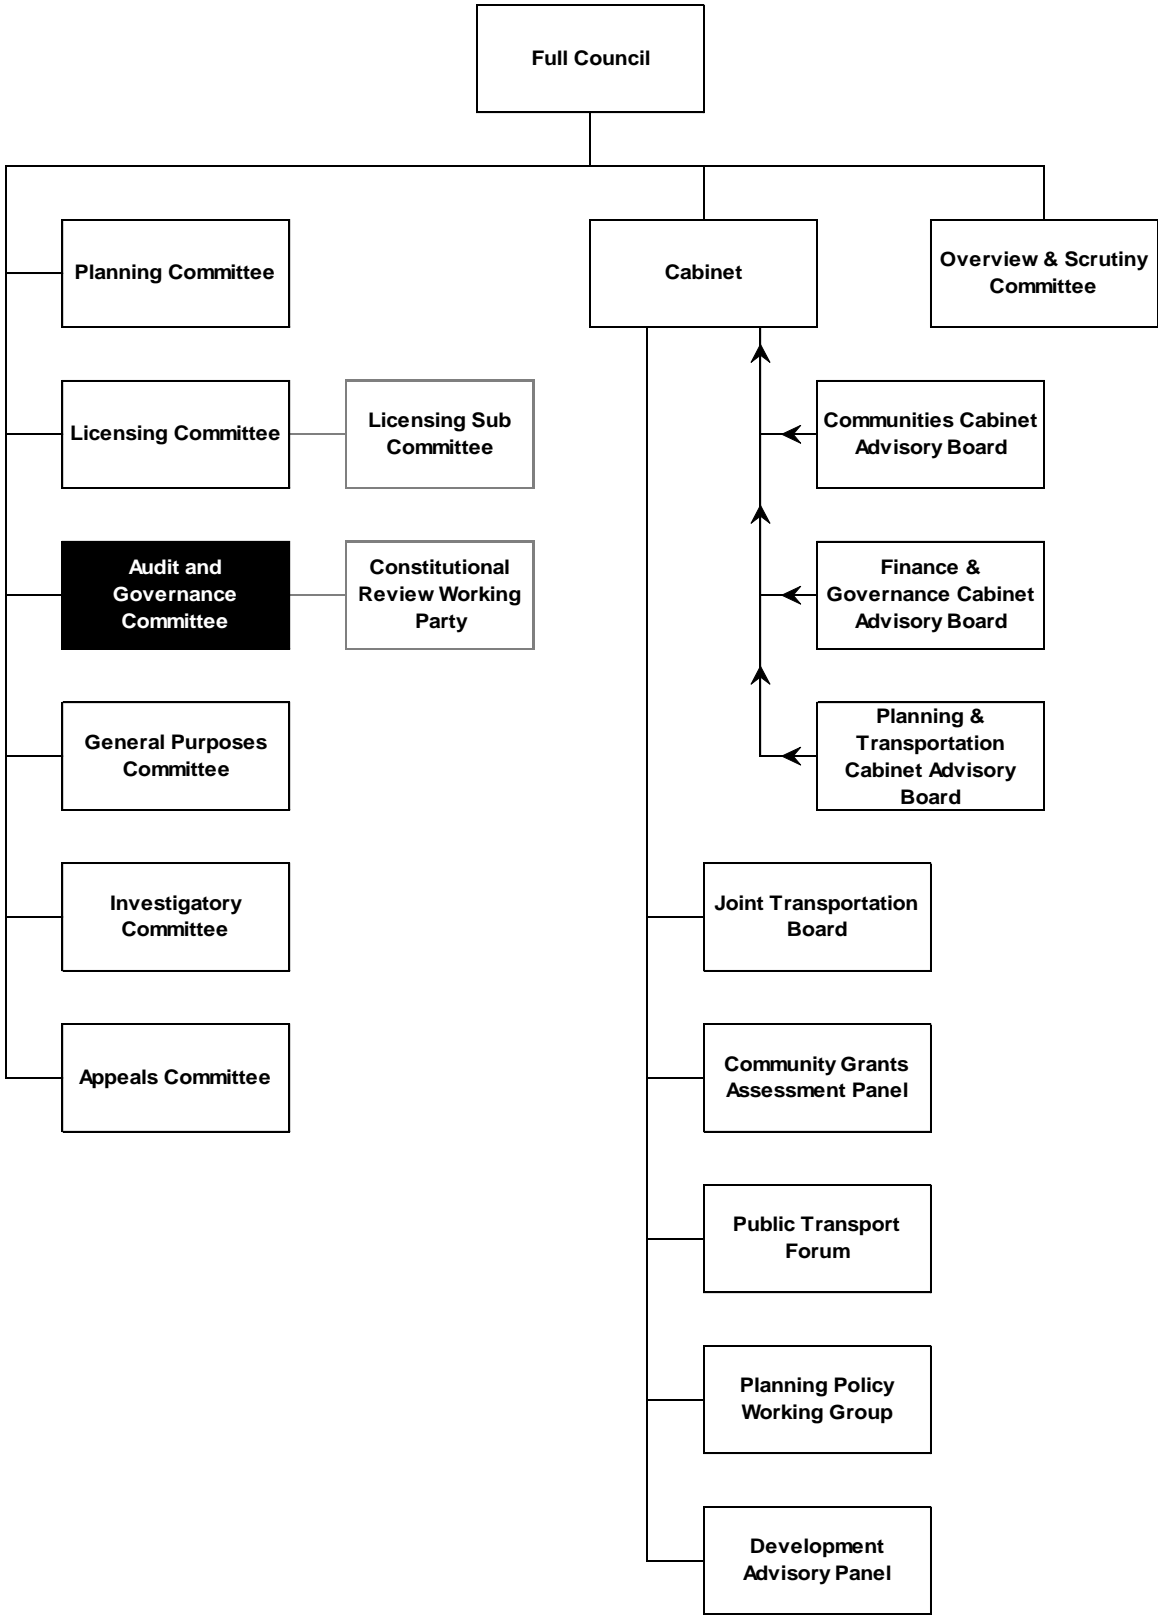 Full Council
Planning Committee
Cabinet
Overview & Scrutiny
Committee
Licensing Committee
Licensing Sub
Committee
Communities Cabinet
Advisory Board
Audit and
Governance
Committee
Constitutional
Review Working
Party
Finance &
Governance Cabinet
Advisory Board
General Purposes
Committee
Planning &
Transportation
Cabinet Advisory
Board
Investigatory
Committee
Joint Transportation
Board
Appeals Committee
Community Grants
Assessment Panel
Public Transport
Forum
Planning Policy
Working Group
Development
Advisory Panel